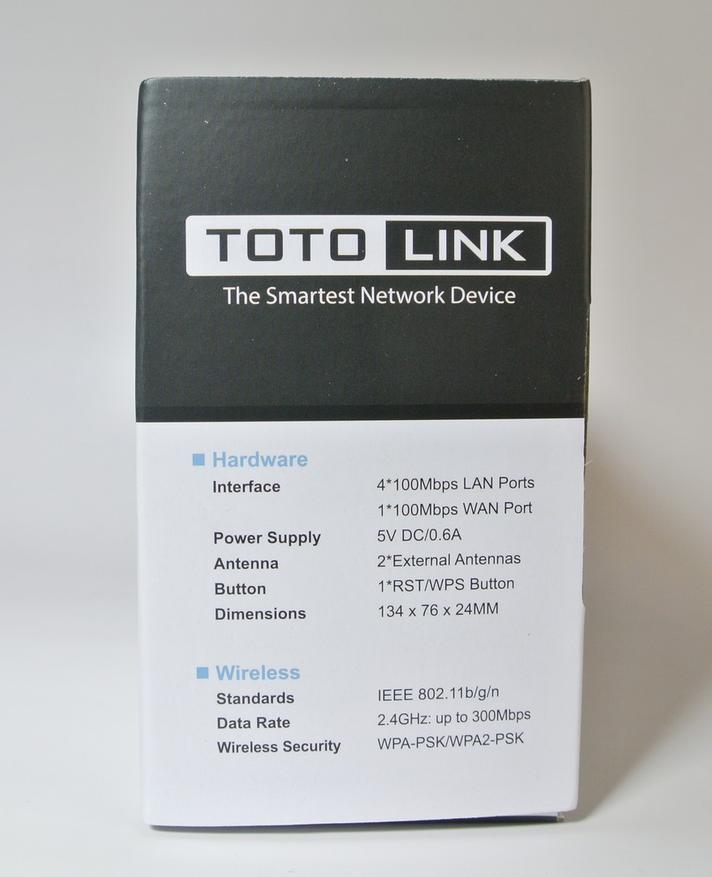 TOTO LINK
The Smartest Network Device
Hardware
Interface 4*100Mbps LAN Ports
1*100Mbps WAN Port
Power Supply 5V DC/0.6A
Antenna 2*External Antennas
Button 1*RST/WPS Button
Dimensions 134 x 76 x 24MM
Wireless
Standards IEEE 802.11b/g/n
Data Rate 2.4GHz: up to 300Mbps
Wireless Security WPA-PSK/WPA2-PSK